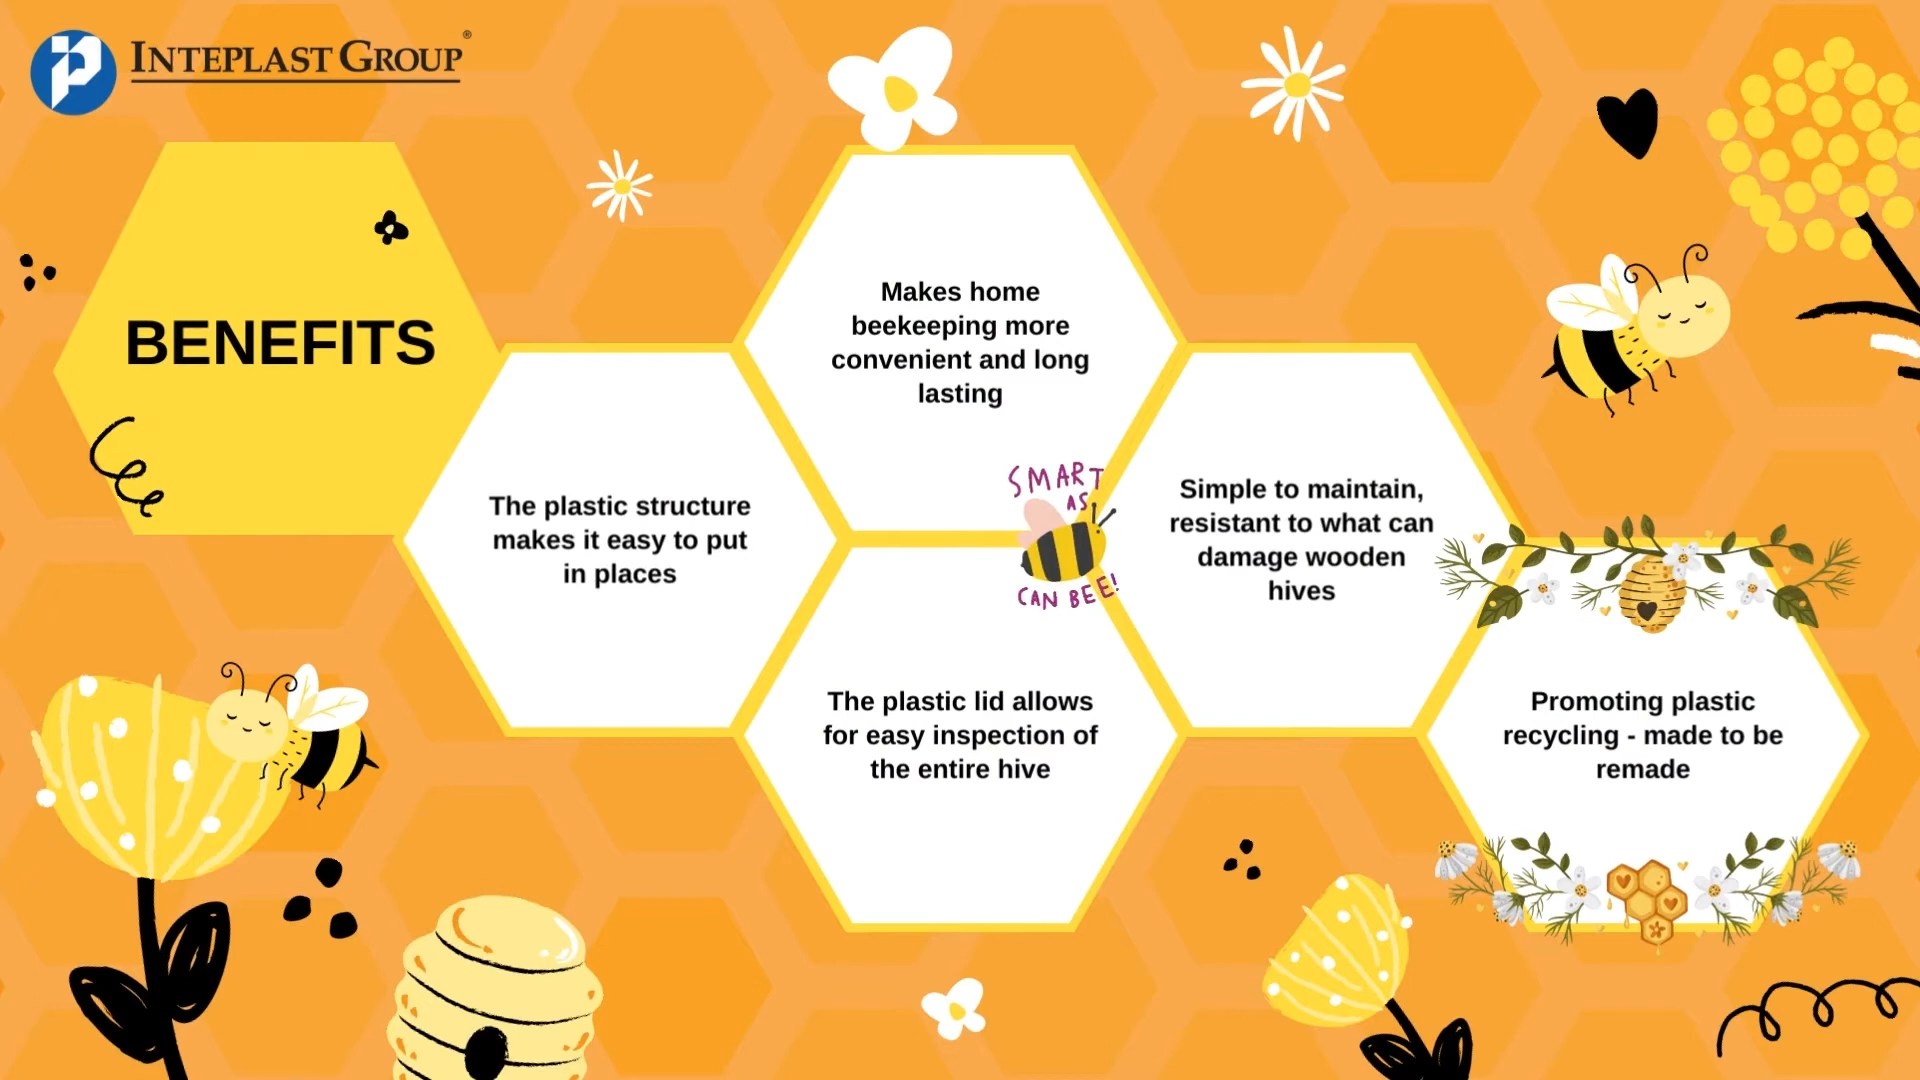 INTEPLAST GROUP®
BENEFITS
The plastic structure
makes it easy to put
in places
Makes home
beekeeping more
convenient and long
lasting
SMART
AS
CAN BEE!
The plastic lid allows
for easy inspection of
the entire hive
Simple to maintain,
resistant to what can
damage wooden
hives
Promoting plastic
recycling - made to be
remade